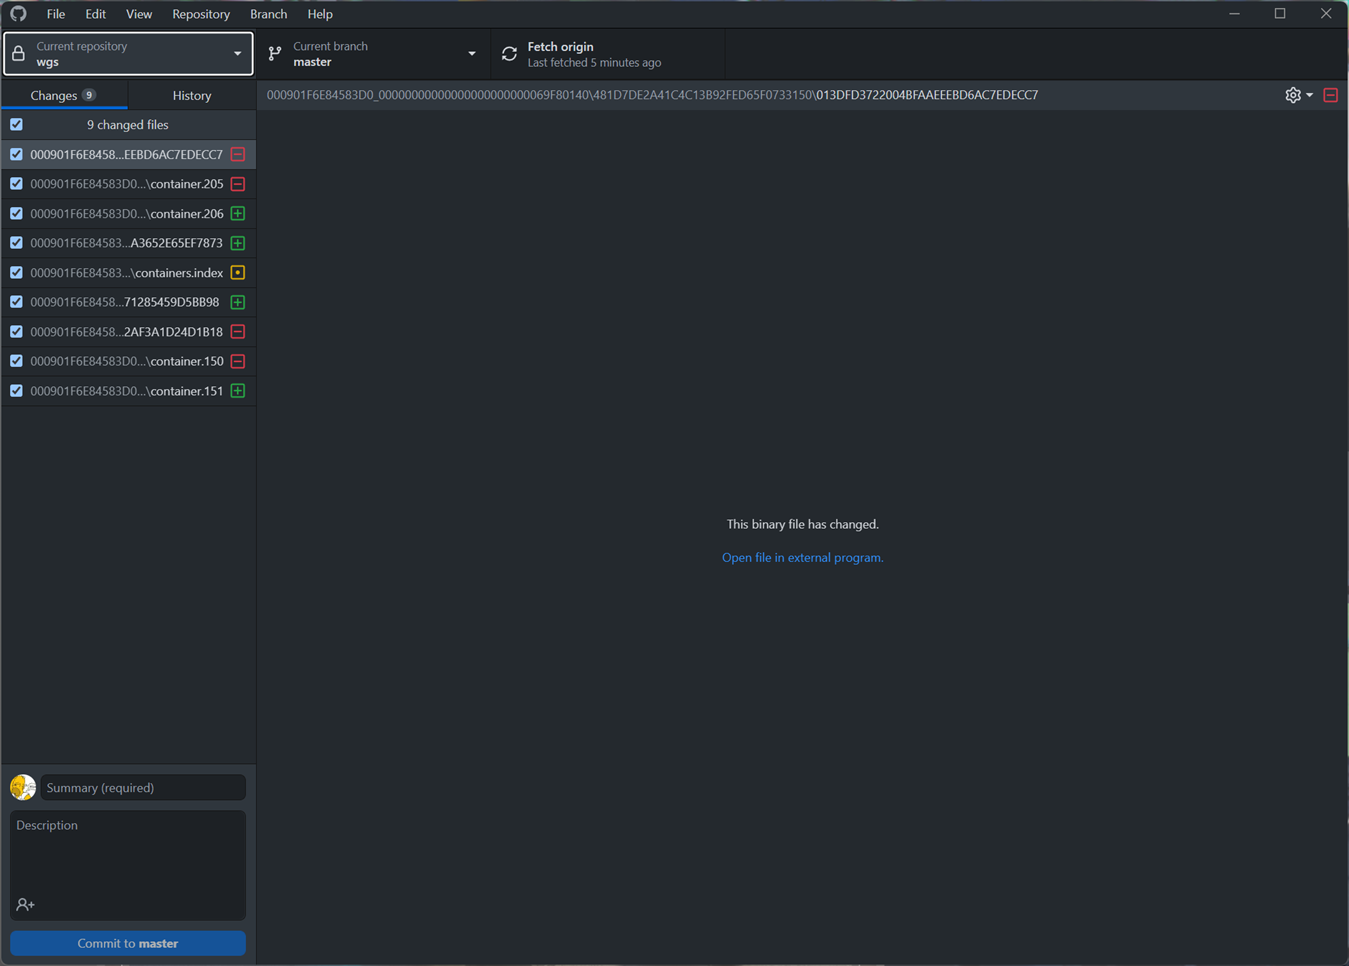 File Edit View Repository Branch Help
Current repository
wgs
Current branch
master
Fetch origin
Last fetched 5 minutes ago
Changes 9
History
000901F6E84583D0_00000000000000000000000069F80140\481D7DE2A41C4C13B92FED65F0733150\013DFD3722004BFAAEEEBD6AC7EDECC7
9 changed files
000901F6E8458...EEBD6AC7EDECC7
000901F6E84583D0...\container.205
000901F6E84583D0...\container.206
000901F6E84583...A3652E65EF7873
000901F6E84583...\containers.index
000901F6E8458...71285459D5BB98
000901F6E8458...2AF3A1D24D1B18
000901F6E84583D0...\container.150
000901F6E84583D0...\container.151
This binary file has changed.
Open file in external program.
Summary (required)
Description
Commit to master